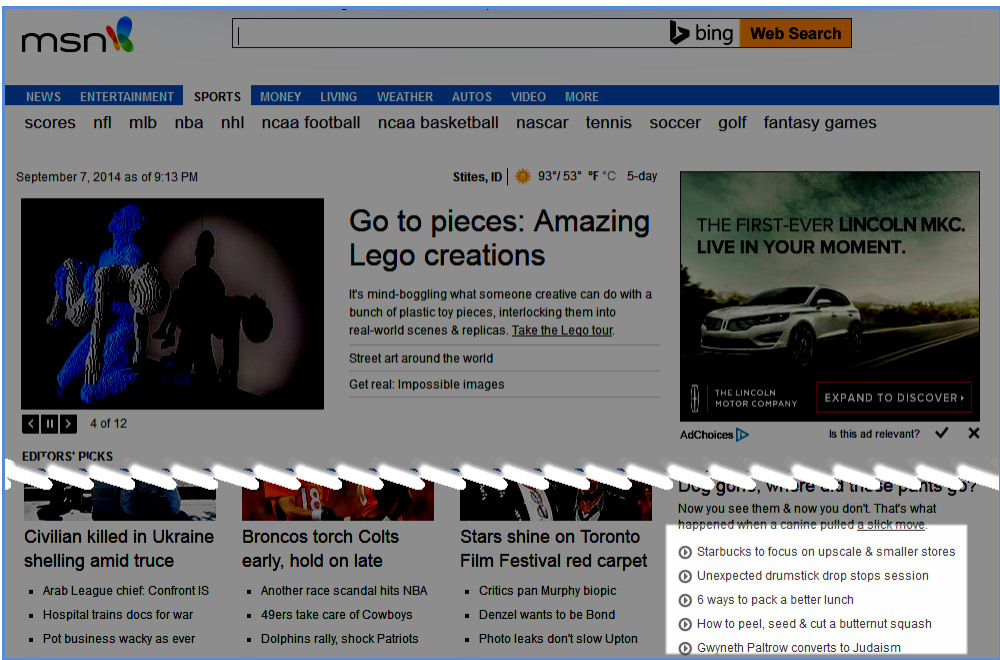 msn
bing Web Search
NEWS ENTERTAINMENT SPORTS MONEY LIVING WEATHER AUTOS VIDEO MORE
scores nfl mlb nba nhl ncaa football ncaa basketball nascar tennis soccer golf fantasy games
September 7, 2014 as of 9:13 PM
Stites, ID 93°/ 53° °F °C 5-day
Go to pieces: Amazing
Lego creations
It's mind-boggling what someone creative can do with a
bunch of plastic toy pieces, interlocking them into
real-world scenes & replicas. Take the Lego tour.
Street art around the world
Get real: Impossible images
4 of 12
THE FIRST-EVER LINCOLN MKC.
LIVE IN YOUR MOMENT.
THE LINCOLN
MOTOR COMPANY
EXPAND TO DISCOVER
AdChoices
Is this ad relevant?
EDITORS' PICKS
18
Civilian killed in Ukraine
shelling amid truce
Arab League chief: Confront IS
Hospital trains docs for war
Pot business wacky as ever
Broncos torch Colts
early, hold on late
Another race scandal hits NBA
49ers take care of Cowboys
Dolphins rally, shock Patriots
Stars shine on Toronto
Film Festival red carpet
Critics pan Murphy biopic
Denzel wants to be Bond
Photo leaks don't slow Upton
Dog gone, where did those pants go?
Now you see them & now you don't. That's what
happened when a canine pulled a slick move.
Starbucks to focus on upscale & smaller stores
Unexpected drumstick drop stops session
6 ways to pack a better lunch
How to peel, seed & cut a butternut squash
Gwyneth Paltrow converts to Judaism